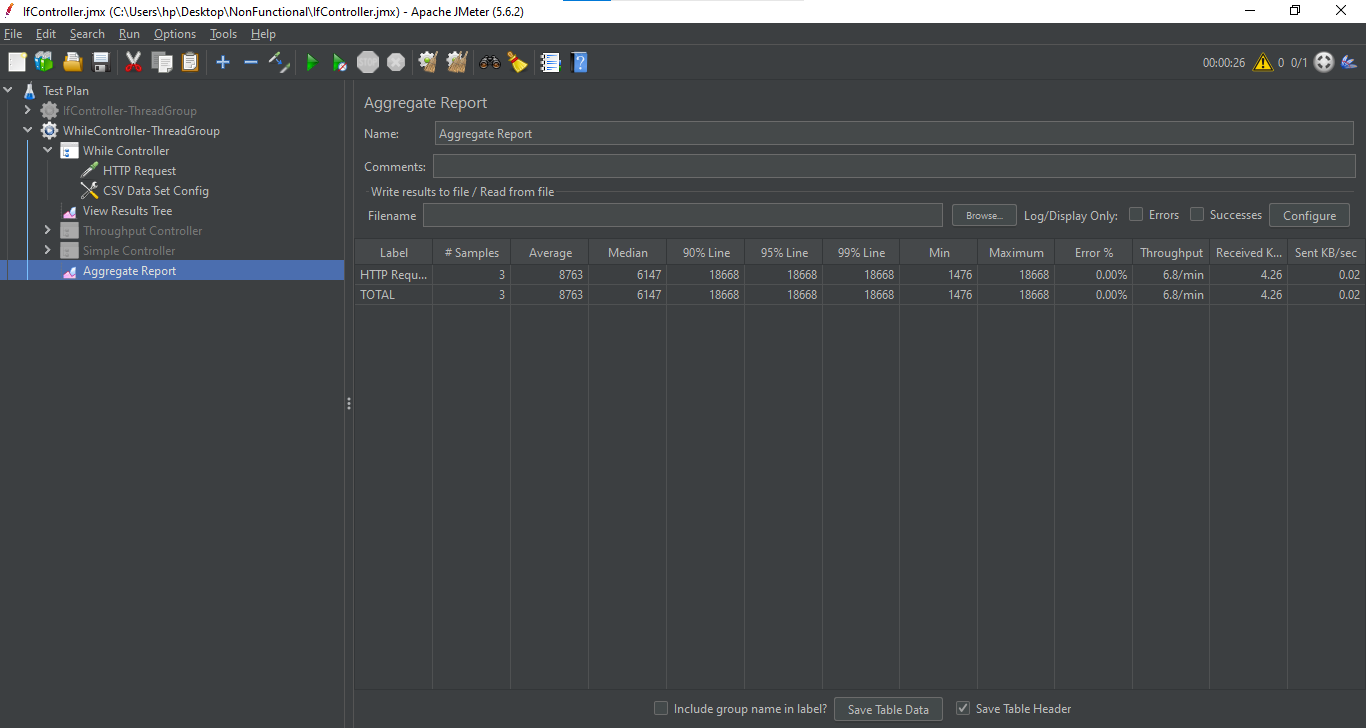 IfController.jmx (C:\Users\hp\Desktop\NonFunctional\IfController.jmx) - Apache JMeter (5.6.2)
File Edit Search Run Options Tools Help
STOP 00:00:26 0 0/1
Test Plan
IfController-ThreadGroup
WhileController-ThreadGroup
While Controller
HTTP Request
CSV Data Set Config
View Results Tree
Throughput Controller
Simple Controller
Aggregate Report
Aggregate Report
Name: Aggregate Report
Comments:
Write results to file / Read from file
Filename Browse... Log/Display Only: Errors Successes Configure
Label # Samples Average Median 90% Line 95% Line 99% Line Min Maximum Error % Throughput Received K... Sent KB/sec
HTTP Requ... 3 8763 6147 18668 18668 18668 1476 18668 0.00% 6.8/min 4.26 0.02
TOTAL 3 8763 6147 18668 18668 18668 1476 18668 0.00% 6.8/min 4.26 0.02
Include group name in label? Save Table Data Save Table Header